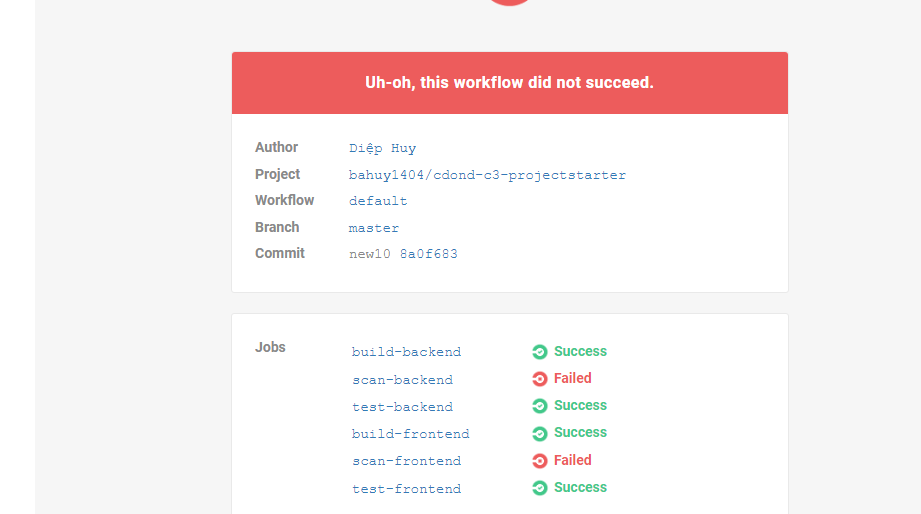 Uh-oh, this workflow did not succeed.
Author Diệp Huy
Project bahuy1404/cdond-c3-projectstarter
Workflow default
Branch master
Commit new10 8a0f683
Jobs build-backend Success
scan-backend Failed
test-backend Success
build-frontend Success
scan-frontend Failed
test-frontend Success